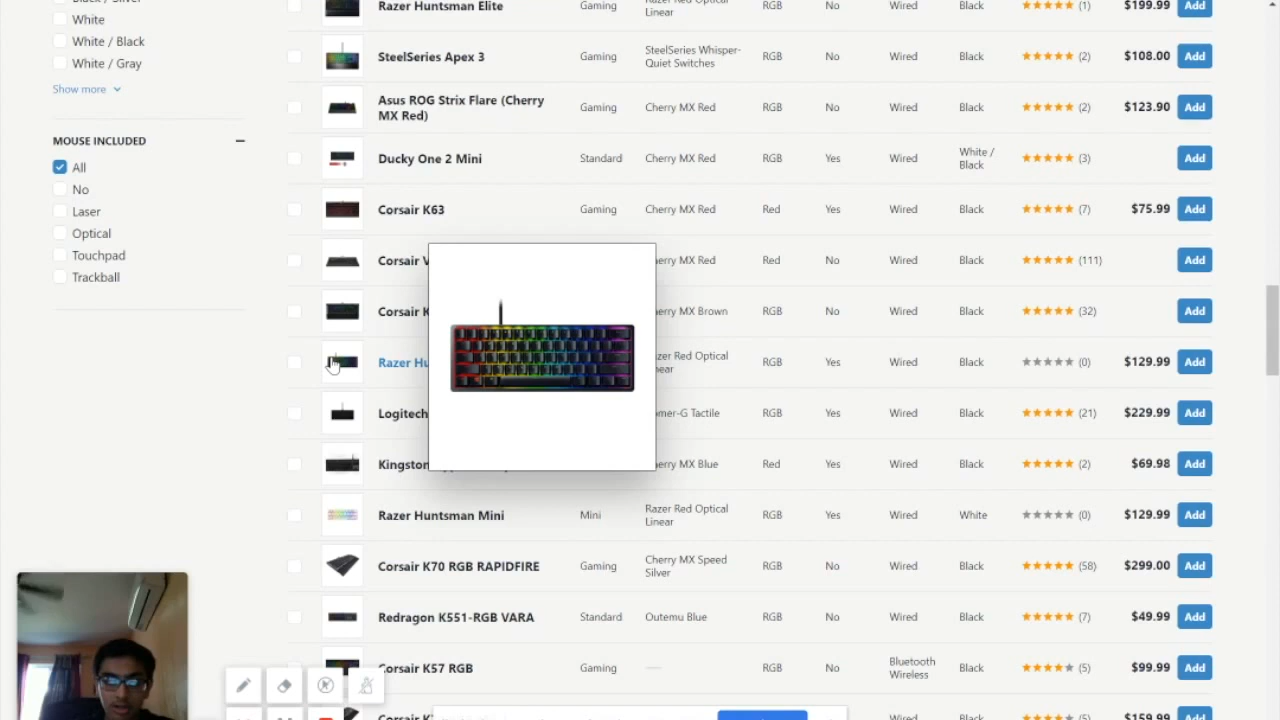 White
White / Black
White / Gray
Show more
MOUSE INCLUDED
All
No
Laser
Optical
Touchpad
Trackball
Razer Huntsman Elite Gaming Linear RGB No Wired Black (1) $199.99 Add
SteelSeries Apex 3 Gaming SteelSeries Whisper-
Quiet Switches RGB No Wired Black (2) $108.00 Add
Asus ROG Strix Flare (Cherry
MX Red) Gaming Cherry MX Red RGB No Wired Black (2) $123.90 Add
Ducky One 2 Mini Standard Cherry MX Red RGB Yes Wired White /
Black (3) Add
Corsair K63 Gaming Cherry MX Red Red Yes Wired Black (7) $75.99 Add
Corsair V erry MX Red Red No Wired Black (111) Add
Corsair K erry MX Brown RGB No Wired Black (32) Add
Razer Hu zer Red Optical
near RGB Yes Wired Black (0) $129.99 Add
Logitech omer-G Tactile RGB Yes Wired Black (21) $229.99 Add
Kingston erry MX Blue Red Yes Wired Black (2) $69.98 Add
Razer Huntsman Mini Mini Razer Red Optical
Linear RGB Yes Wired White (0) $129.99 Add
Corsair K70 RGB RAPIDFIRE Gaming Cherry MX Speed
Silver RGB No Wired Black (58) $299.00 Add
Redragon K551-RGB VARA Standard Outemu Blue RGB No Wired Black (7) $49.99 Add
Corsair K57 RGB Gaming — RGB No Bluetooth
Wireless Black (5) $99.99 Add
Corsair K $159.99 Add